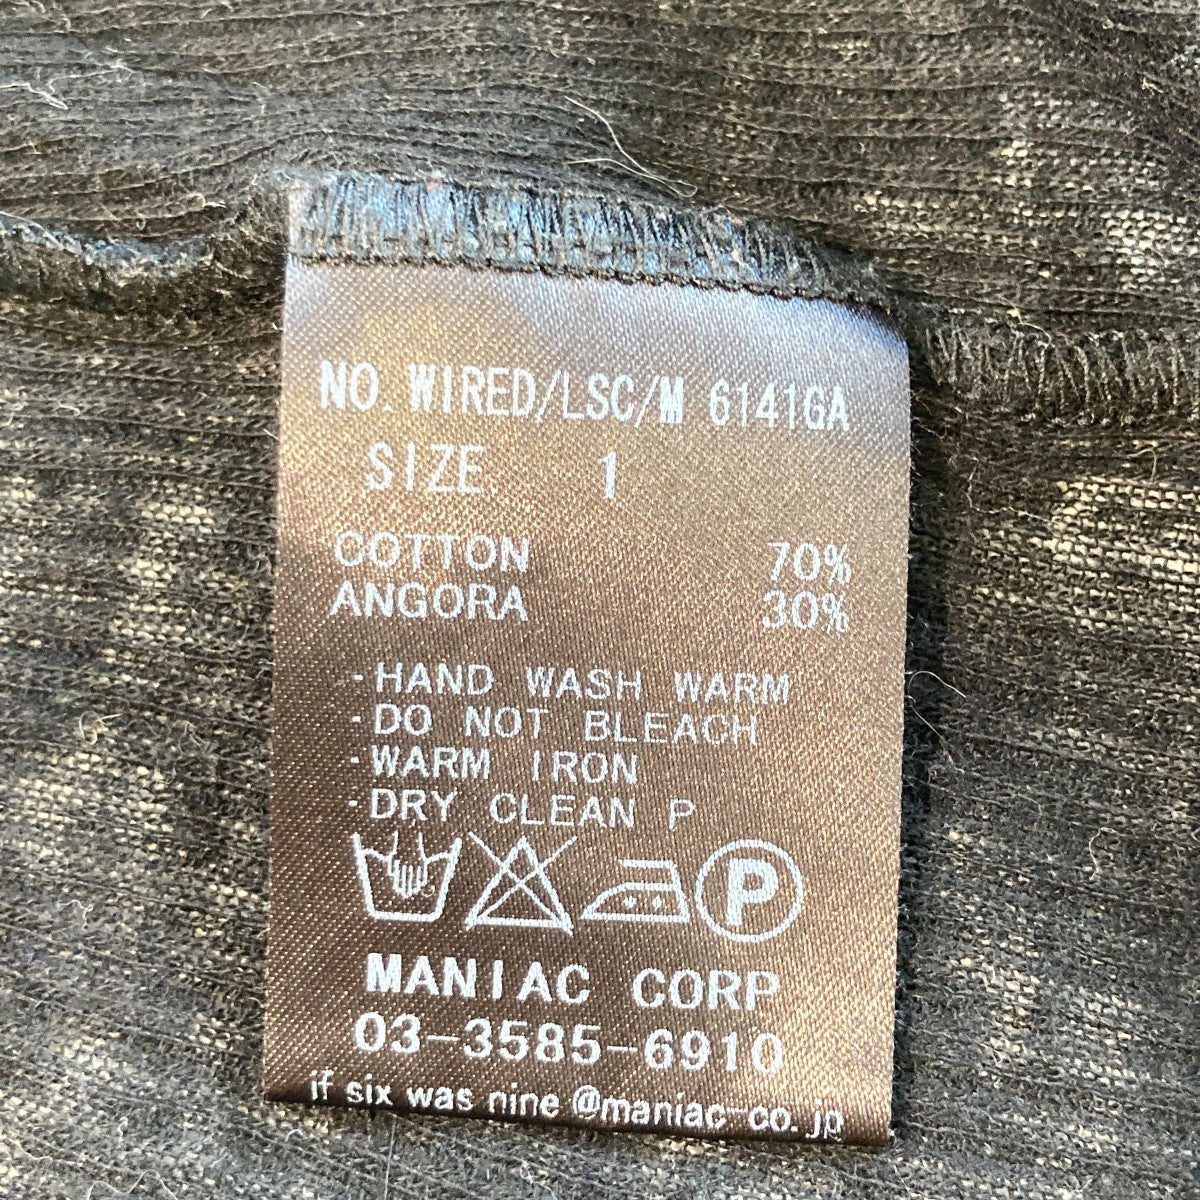 NO. WIRED/LSC/M 6141GA
SIZE. 1
COTTON 70%
ANGORA 30%
-HAND WASH WARM
-DO NOT BLEACH
-WARM IRON
-DRY CLEAN P
P
MANIAC CORP
03-3585-6910
if six was nine @maniac-co.jp